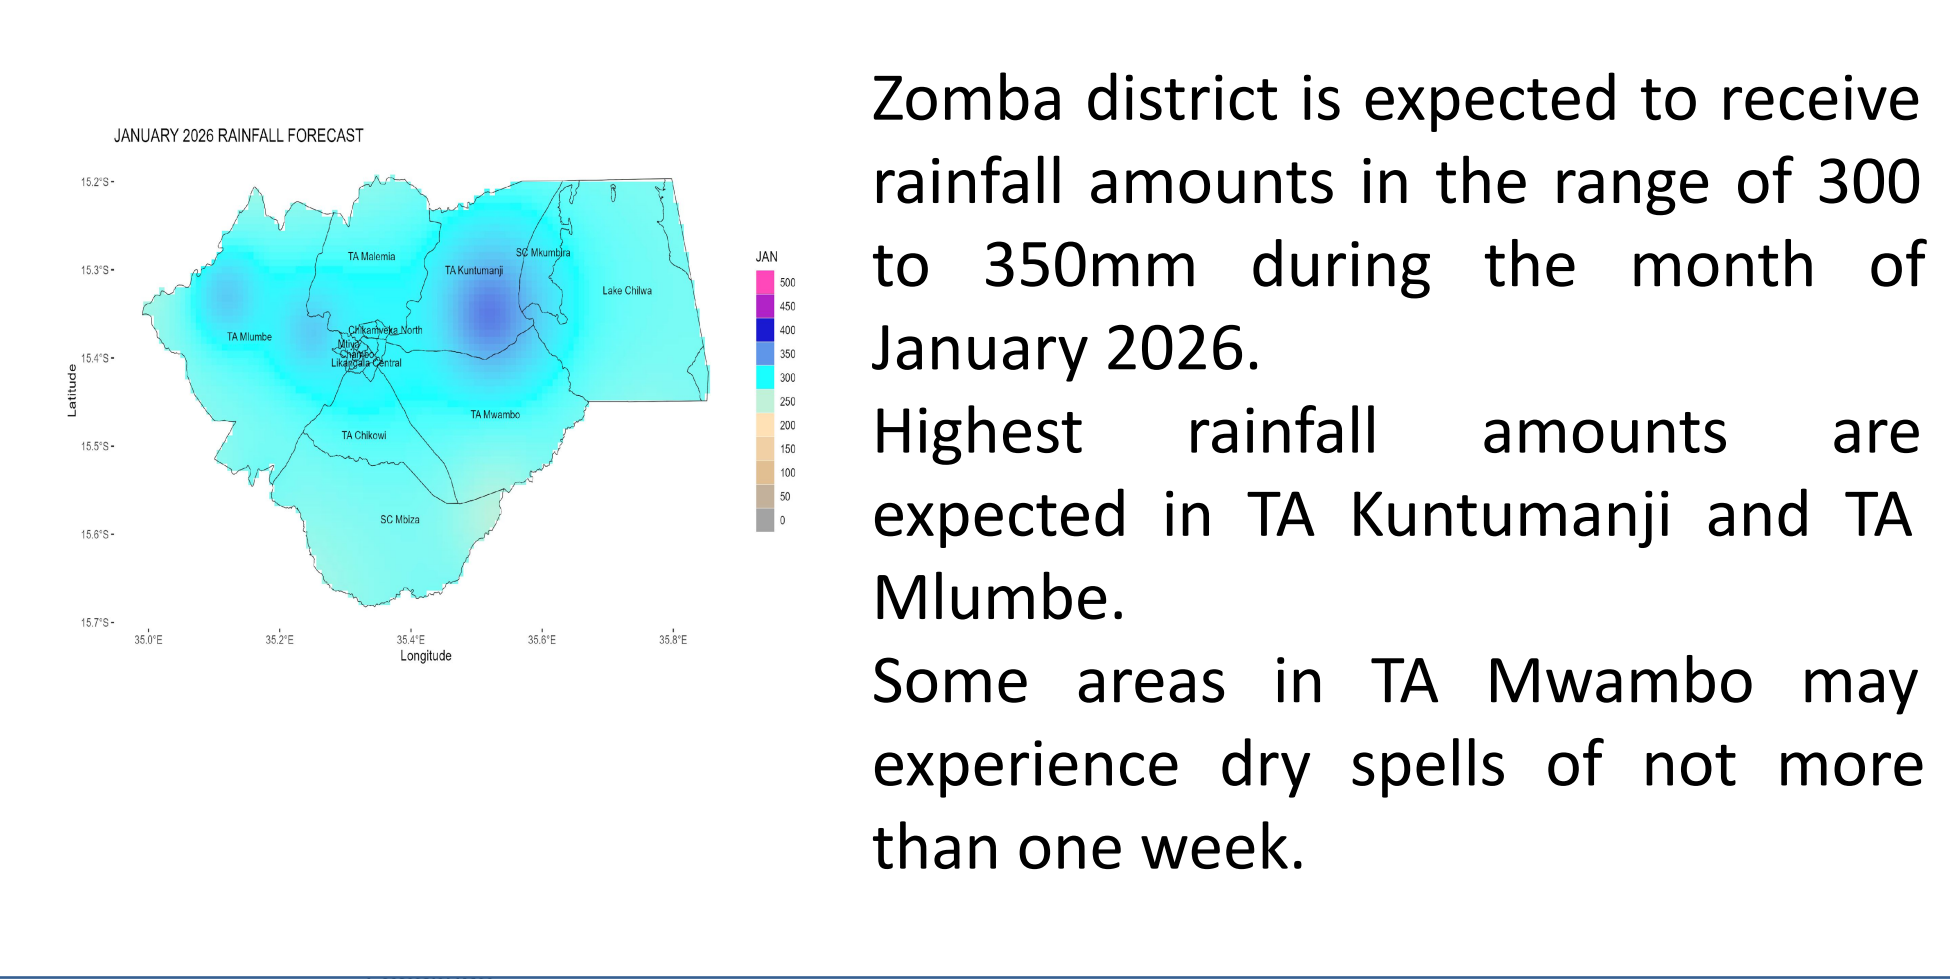 Zomba district is expected to receive
rainfall amounts in the range of 300
to 350mm during the month of
January 2026.
Highest rainfall amounts are
expected in TA Kuntumanji and TA
Mlumbe.
Some areas in TA Mwambo may
experience dry spells of not more
than one week.
JANUARY 2026 RAINFALL FORECAST
15.2°S
15.3°S
15.4°S
15.5°S
15.6°S
15.7°S
Latitude
35.0°E 35.2°E 35.4°E 35.6°E 35.8°E
Longitude
TA Malemia
SC Mkumbira
TA Kuntumanji
Lake Chilwa
TA Mlumbe
Chikamveka North
Mtiya
Chambo
Likangala Central
TA Mwambo
TA Chikowi
SC Mbiza
JAN
500
450
400
350
300
250
200
150
100
50
0